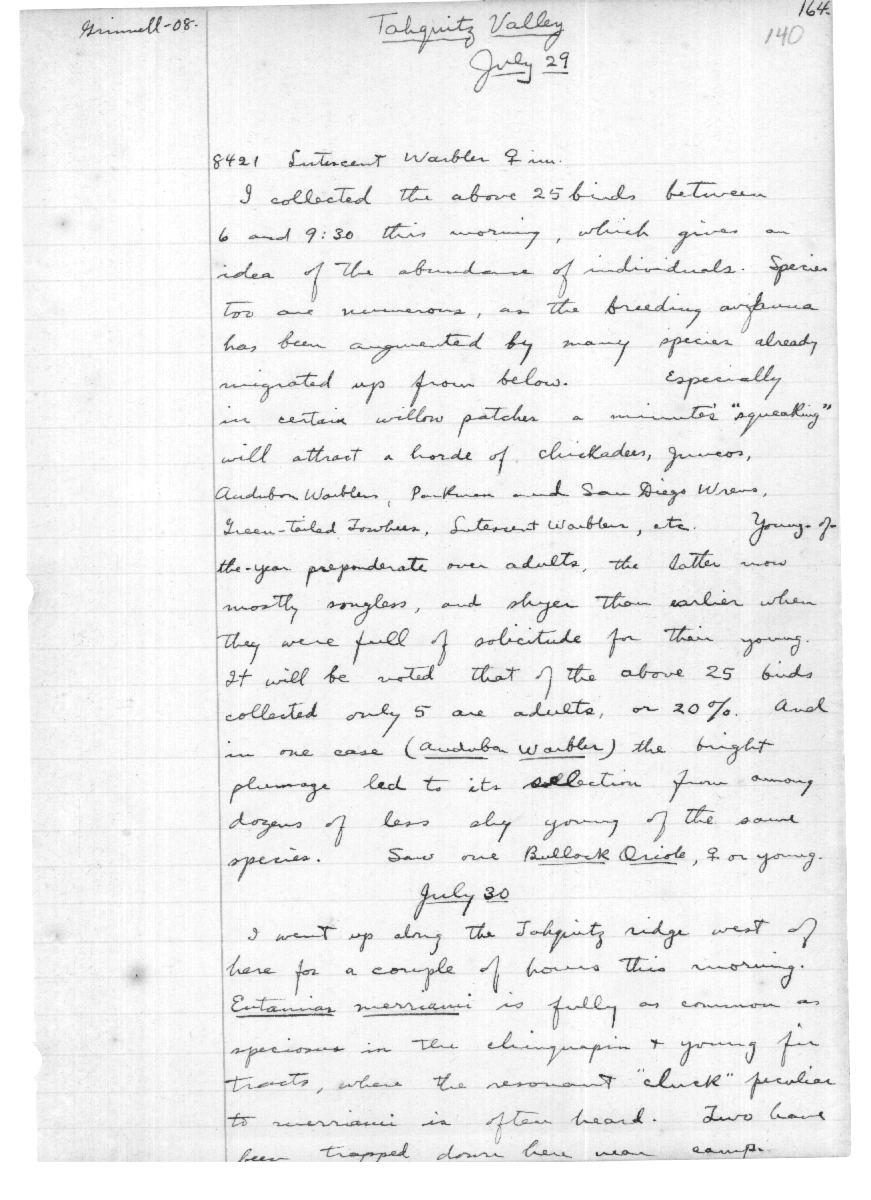 Grinnell-08.
164.
140
Tahquitz Valley
July 29
8421 Lutescent Warbler ♀ im.
I collected the above 25 birds between
6 and 9:30 this morning, which gives an
idea of the abundance of individuals. Species
too are numerous, as the breeding avifauna
has been augmented by many species already
migrated up from below. Especially
in certain willow patches a minute's "squeaking"
will attract a horde of chickadees, juncos,
Audubon Warblers, Parkman and San Diego Wrens,
Green-tailed Towhees, Lutescent Warblers, etc. Young-of-
the-year preponderate over adults, the latter now
mostly songless, and shyer than earlier when
they were full of solicitude for their young.
It will be noted that of the above 25 birds
collected only 5 are adults, or 20%. And
in one case (Audubon Warbler) the bright
plumage led to its selection from among
dozens of less shy young of the same
species. Saw one Bullock Oriole, ♀ or young.
July 30
I went up along the Tahquitz ridge west of
here for a couple of hours this morning.
Eutamias merriami is fully as common as
speciosus in the chinquapin + young fir
tracts, where the resonant "cluck" peculiar
to merriami is often heard. Two have
been trapped down here near camp.